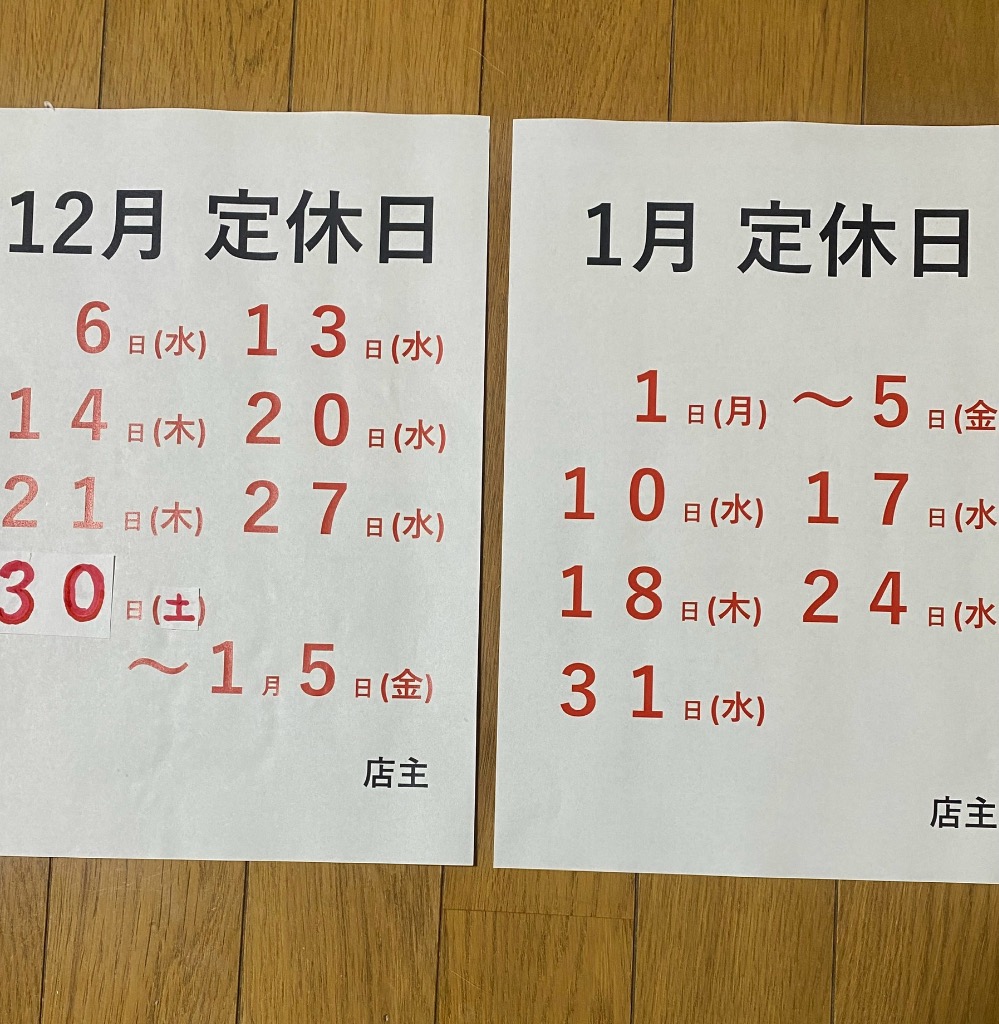 12月 定休日
6日(水) 13日(水)
14日(木) 20日(水)
21日(木) 27日(水)
30日(土)
～1月5日(金)
店主
1月 定休日
1日(月) ～5日(金
10日(水) 17日(水
18日(木) 24日(水
31日(水)
店主